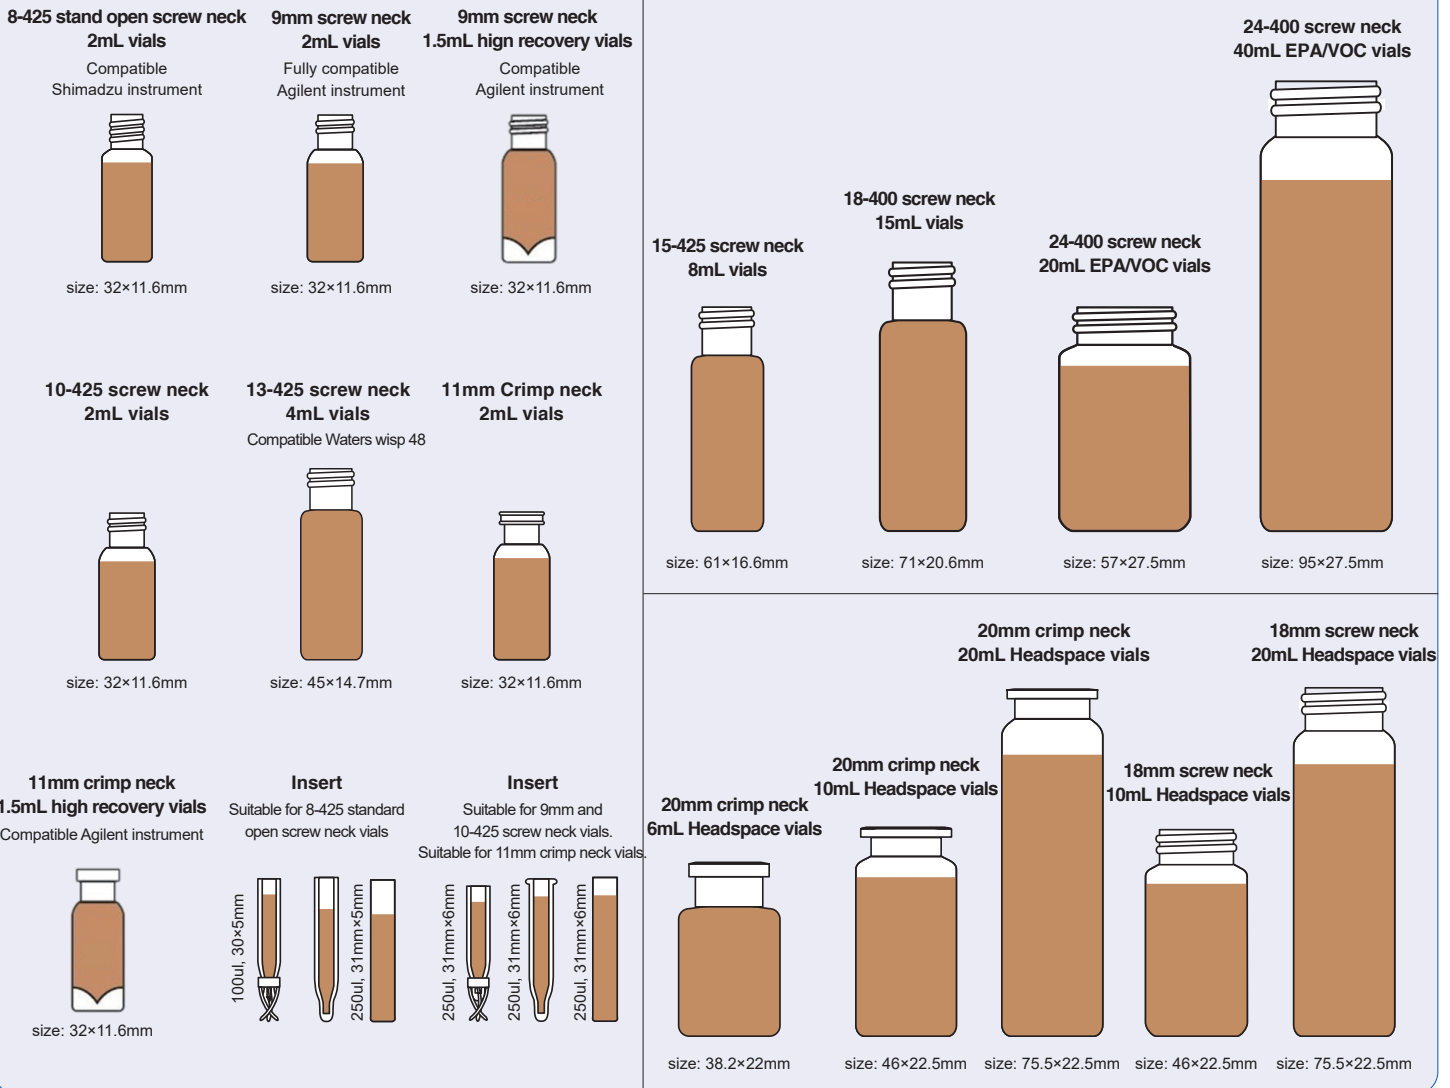 8-425 stand open screw neck
2mL vials
Compatible
Shimadzu instrument
size: 32×11.6mm
9mm screw neck
2mL vials
Fully compatible
Agilent instrument
size: 32×11.6mm
9mm screw neck
1.5mL hign recovery vials
Compatible
Agilent instrument
size: 32×11.6mm
10-425 screw neck
2mL vials
size: 32×11.6mm
13-425 screw neck
4mL vials
Compatible Waters wisp 48
size: 45×14.7mm
11mm Crimp neck
2mL vials
size: 32×11.6mm
11mm crimp neck
1.5mL high recovery vials
Compatible Agilent instrument
size: 32×11.6mm
Insert
Suitable for 8-425 standard
open screw neck vials
100ul, 30×5mm
250ul, 31mm×5mm
Insert
Suitable for 9mm and
10-425 screw neck vials.
Suitable for 11mm crimp neck vials.
250ul, 31mm×6mm
250ul, 31mm×6mm
250ul, 31mm×6mm
15-425 screw neck
8mL vials
size: 61×16.6mm
18-400 screw neck
15mL vials
size: 71×20.6mm
24-400 screw neck
20mL EPA/VOC vials
size: 57×27.5mm
24-400 screw neck
40mL EPA/VOC vials
size: 95×27.5mm
20mm crimp neck
6mL Headspace vials
size: 38.2×22mm
20mm crimp neck
10mL Headspace vials
size: 46×22.5mm
20mm crimp neck
20mL Headspace vials
size: 75.5×22.5mm
18mm screw neck
10mL Headspace vials
size: 46×22.5mm
18mm screw neck
20mL Headspace vials
size: 75.5×22.5mm